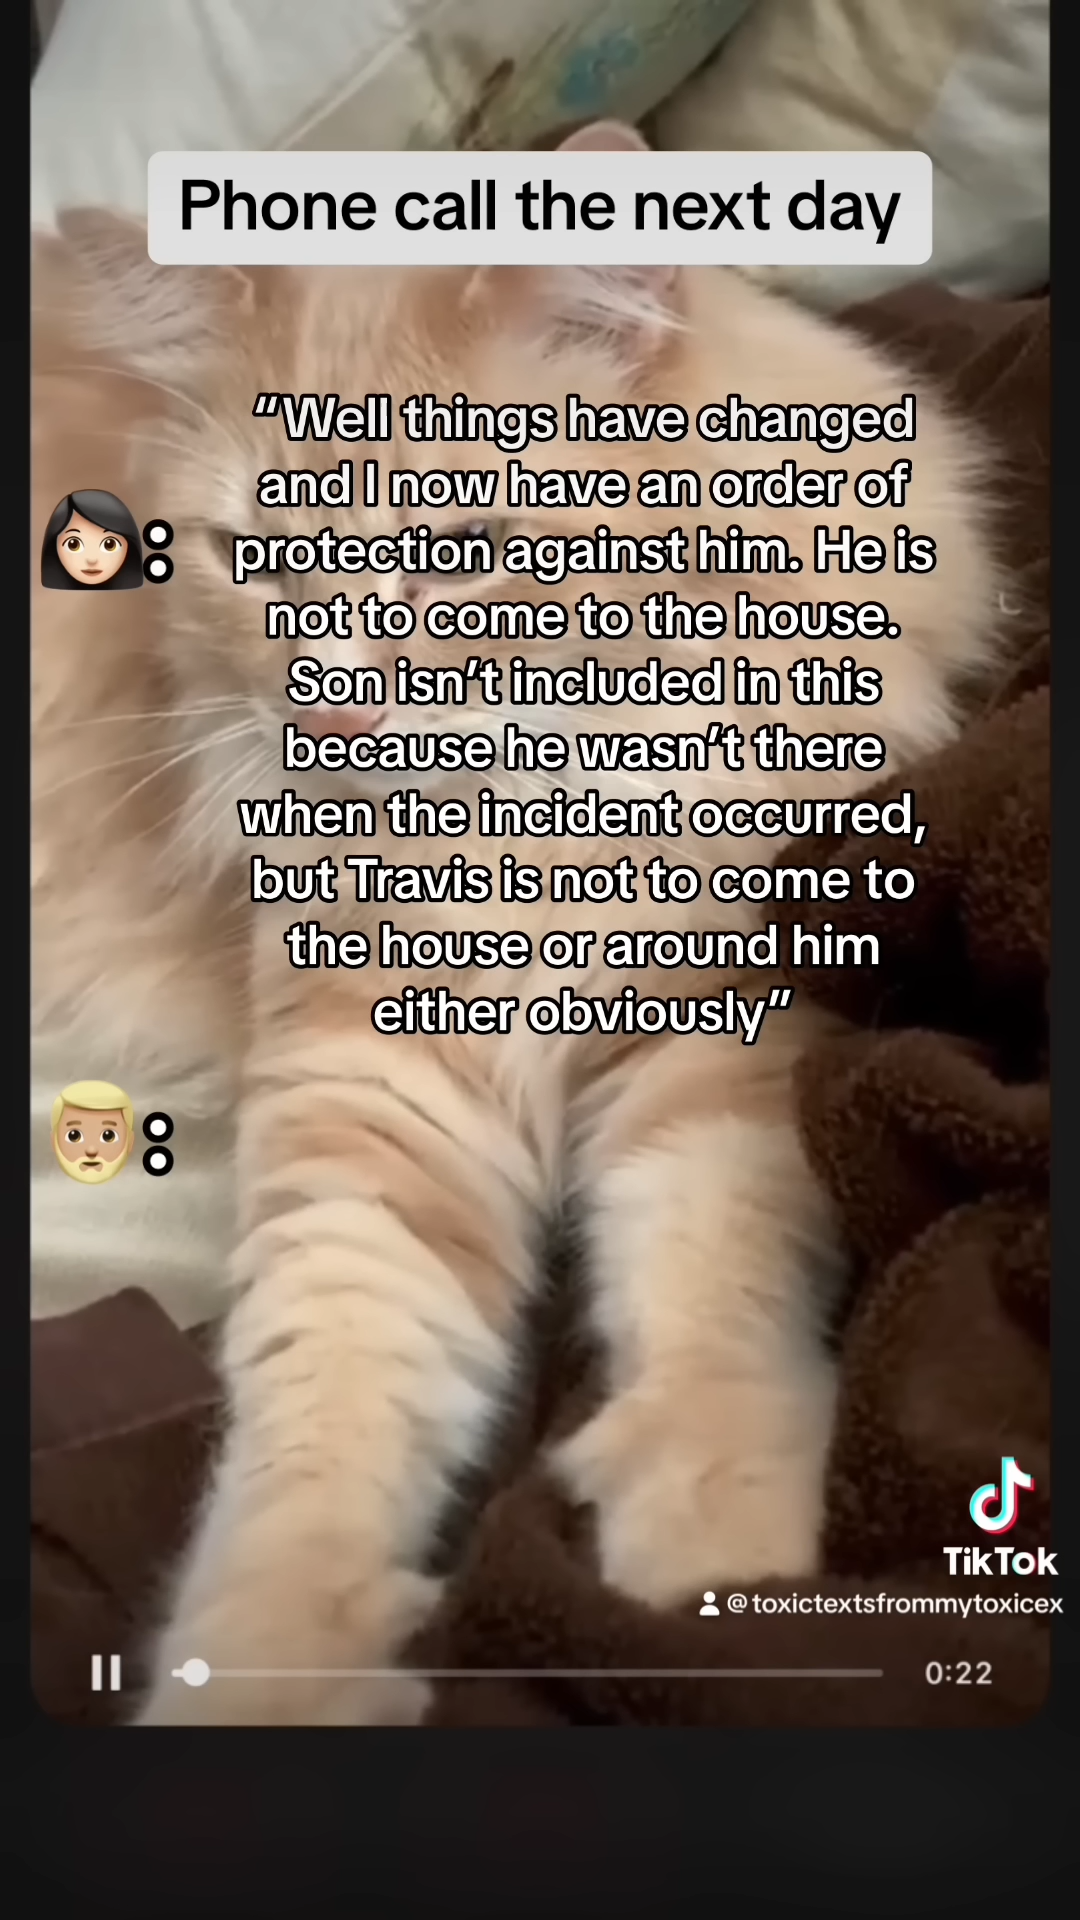 Phone call the next day
“Well things have changed
and I now have an order of
protection against him. He is
not to come to the house.
Son isn’t included in this
because he wasn’t there
when the incident occurred,
but Travis is not to come to
the house or around him
either obviously”
:
:
TikTok
@toxictextsfrommytoxicex
0:22